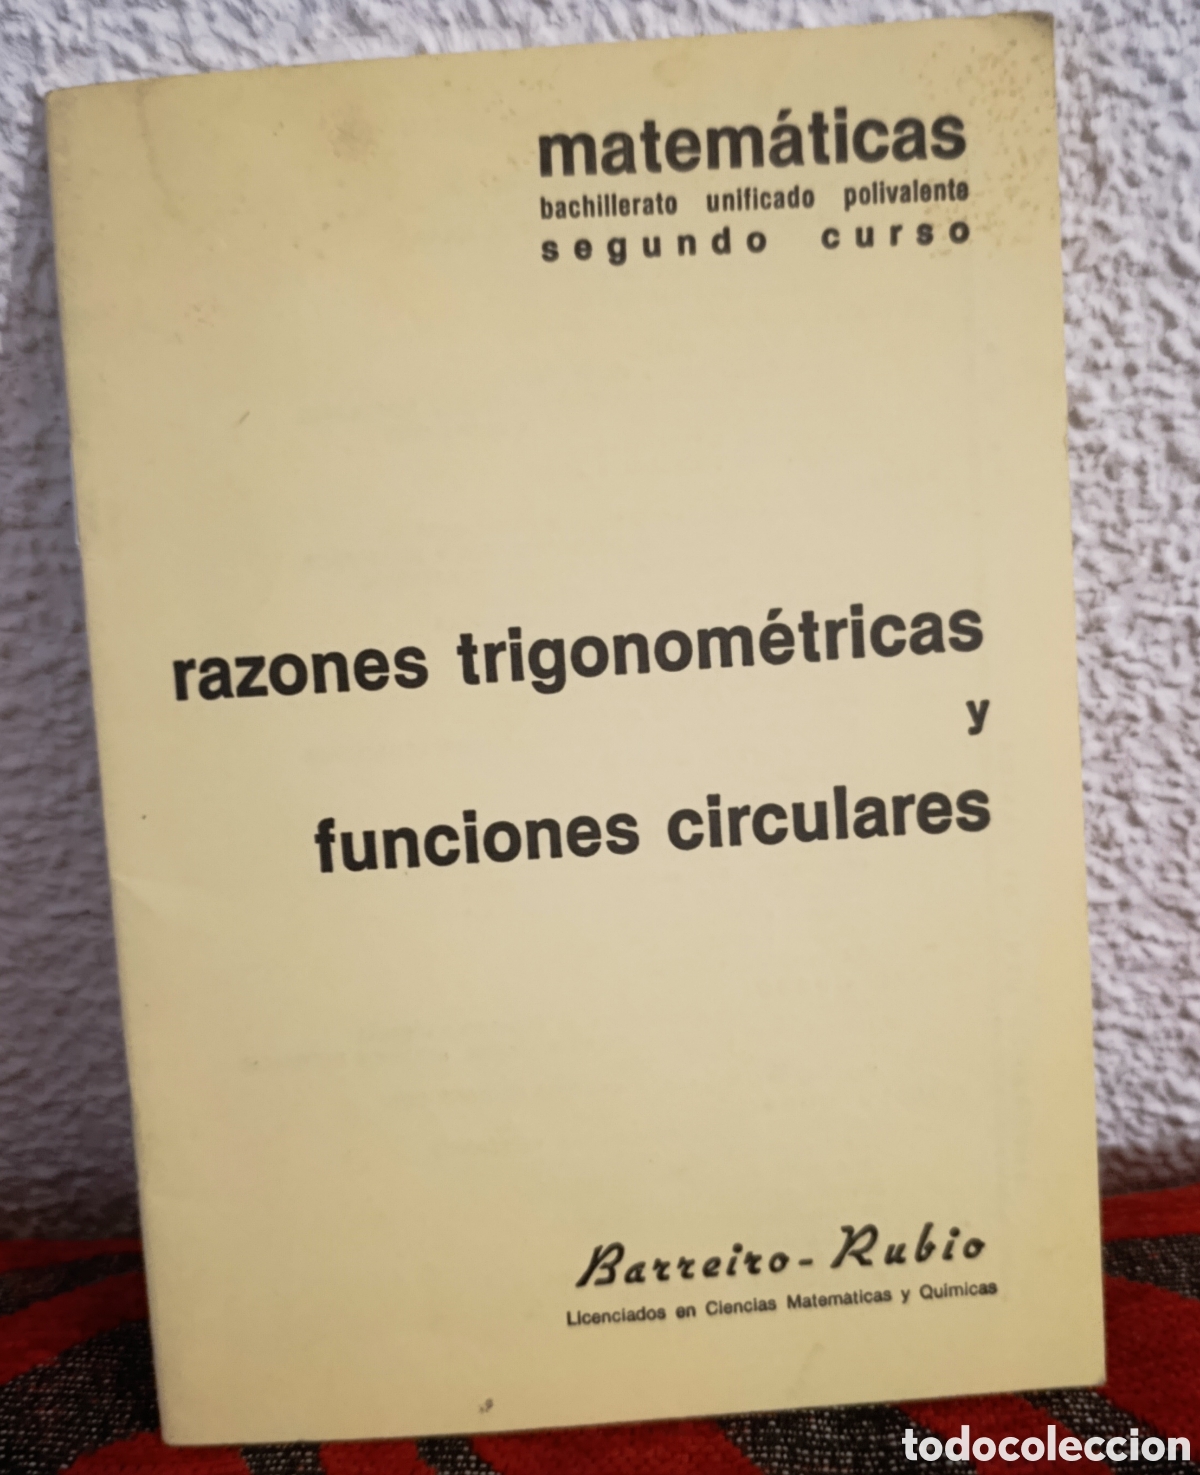 matemáticas
bachillerato unificado polivalente
segundo curso
razones trigonométricas
y
funciones circulares
Barreiro - Rubio
Licenciados en Ciencias Matemáticas y Químicas
todocoleccion